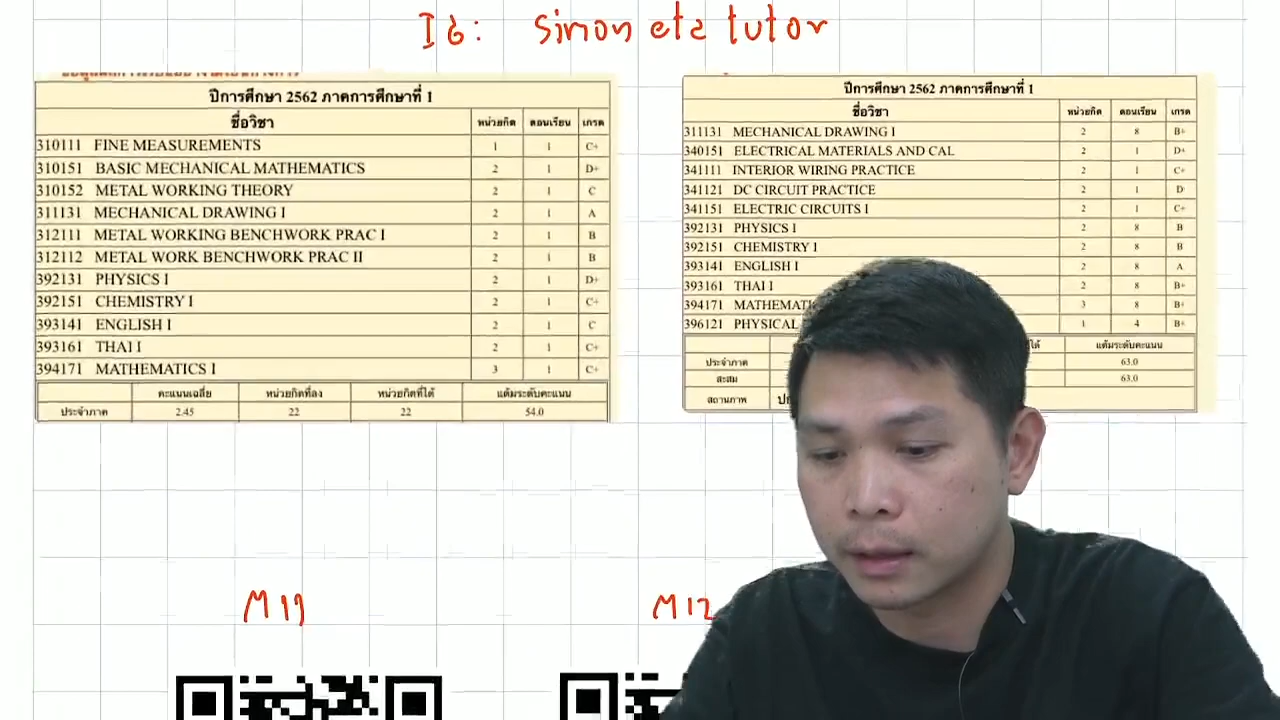 IG: simon etz tutor
ปีการศึกษา 2562 ภาคการศึกษาที่ 1
ชื่อวิชา หน่วยกิต ตอนเรียน เกรด
310111 FINE MEASUREMENTS 1 1 C+
310151 BASIC MECHANICAL MATHEMATICS 2 1 D+
310152 METAL WORKING THEORY 2 1 C
311131 MECHANICAL DRAWING I 2 1 A
312111 METAL WORKING BENCHWORK PRAC I 2 1 B
312112 METAL WORK BENCHWORK PRAC II 2 1 B
392131 PHYSICS I 2 1 D+
392151 CHEMISTRY I 2 1 C+
393141 ENGLISH I 2 1 C
393161 THAI I 2 1 C+
394171 MATHEMATICS I 3 1 C+
คะแนนเฉลี่ย หน่วยกิตที่ลง หน่วยกิตที่ได้ แต้มระดับคะแนน
ประจำภาค 2.45 22 22 54.0
ปีการศึกษา 2562 ภาคการศึกษาที่ 1
ชื่อวิชา หน่วยกิต ตอนเรียน เกรด
311131 MECHANICAL DRAWING I 2 8 B+
340151 ELECTRICAL MATERIALS AND CAL 2 1 D+
341111 INTERIOR WIRING PRACTICE 2 1 C+
341121 DC CIRCUIT PRACTICE 2 1 D
341151 ELECTRIC CIRCUITS I 2 1 C+
392131 PHYSICS I 2 8 B
392151 CHEMISTRY I 2 8 B
393141 ENGLISH I 2 8 A
393161 THAI I 2 8 B+
394171 3 8 B+
396121 PHYSICAL 1 4 B+
แต้มระดับคะแนน
ประจำภาค 63.0
สะสม 63.0
สถานภาพ
M 17 M 12